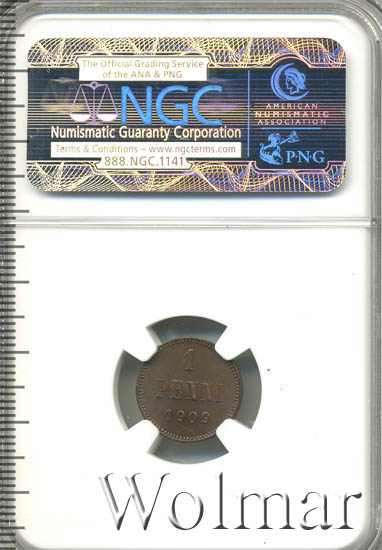 The Official Grading Service
of the ANA & PNG
NGC
Numismatic Guaranty Corporation
Terms & Conditions – www.ngcterms.com
888.NGC.1141
AMERICAN
NUMISMATIC
ASSOCIATION
PNG
1
PENNI
1909
Wolmar